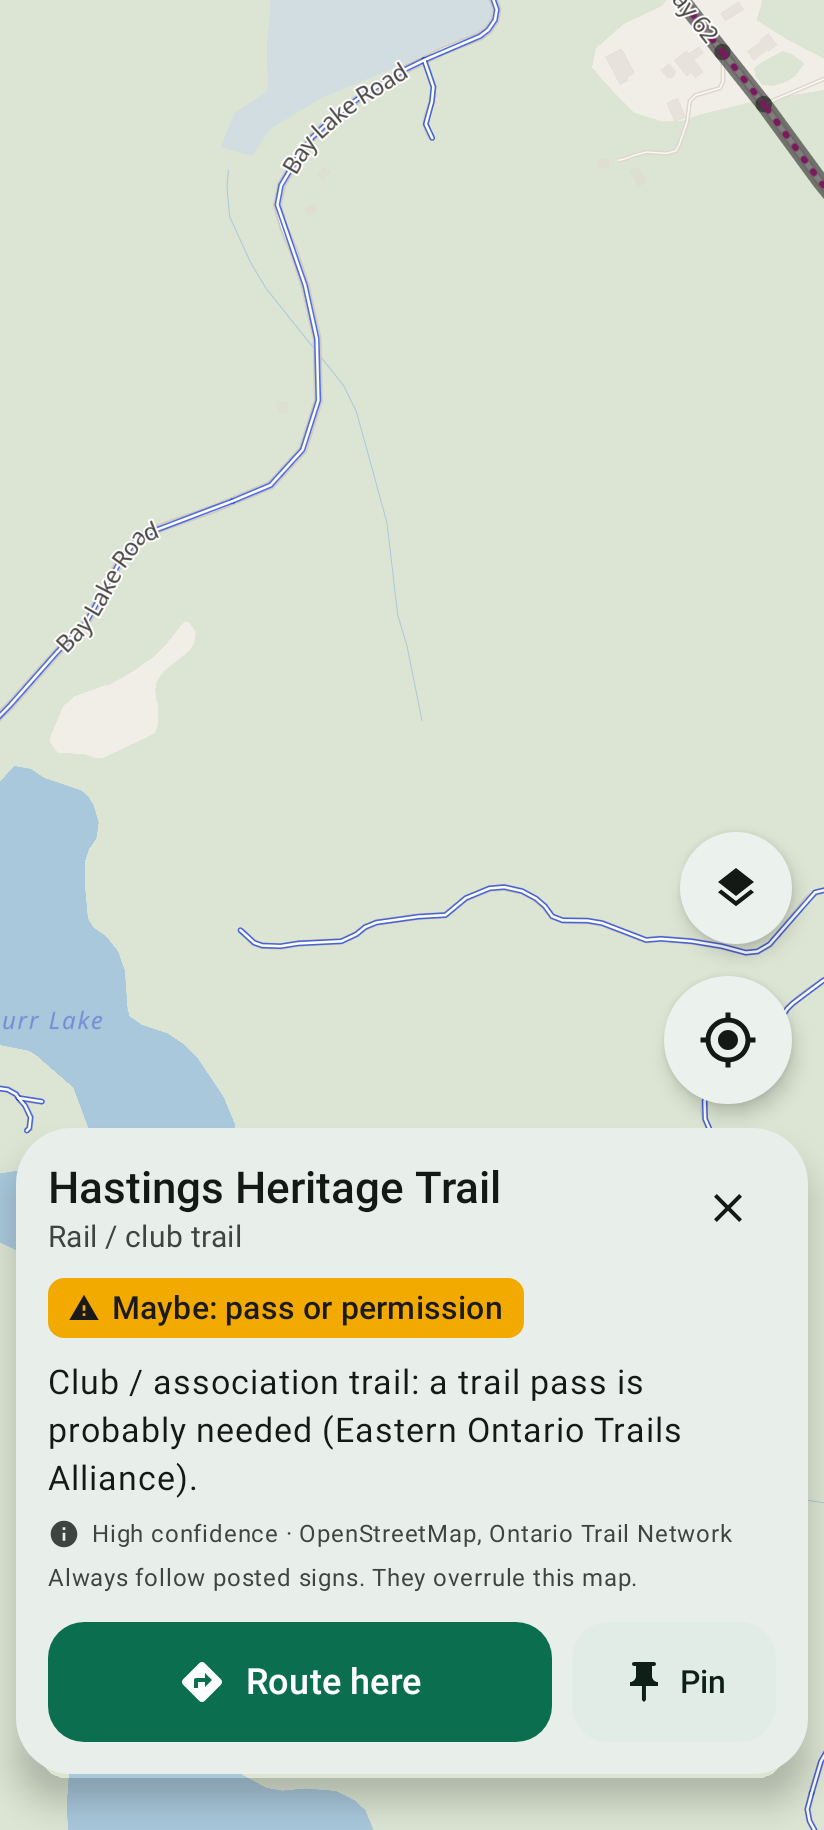 ay 62
Bay Lake Road
Bay Lake Road
urr Lake
Hastings Heritage Trail
Rail / club trail
Maybe: pass or permission
Club / association trail: a trail pass is
probably needed (Eastern Ontario Trails
Alliance).
High confidence · OpenStreetMap, Ontario Trail Network
Always follow posted signs. They overrule this map.
Route here
Pin